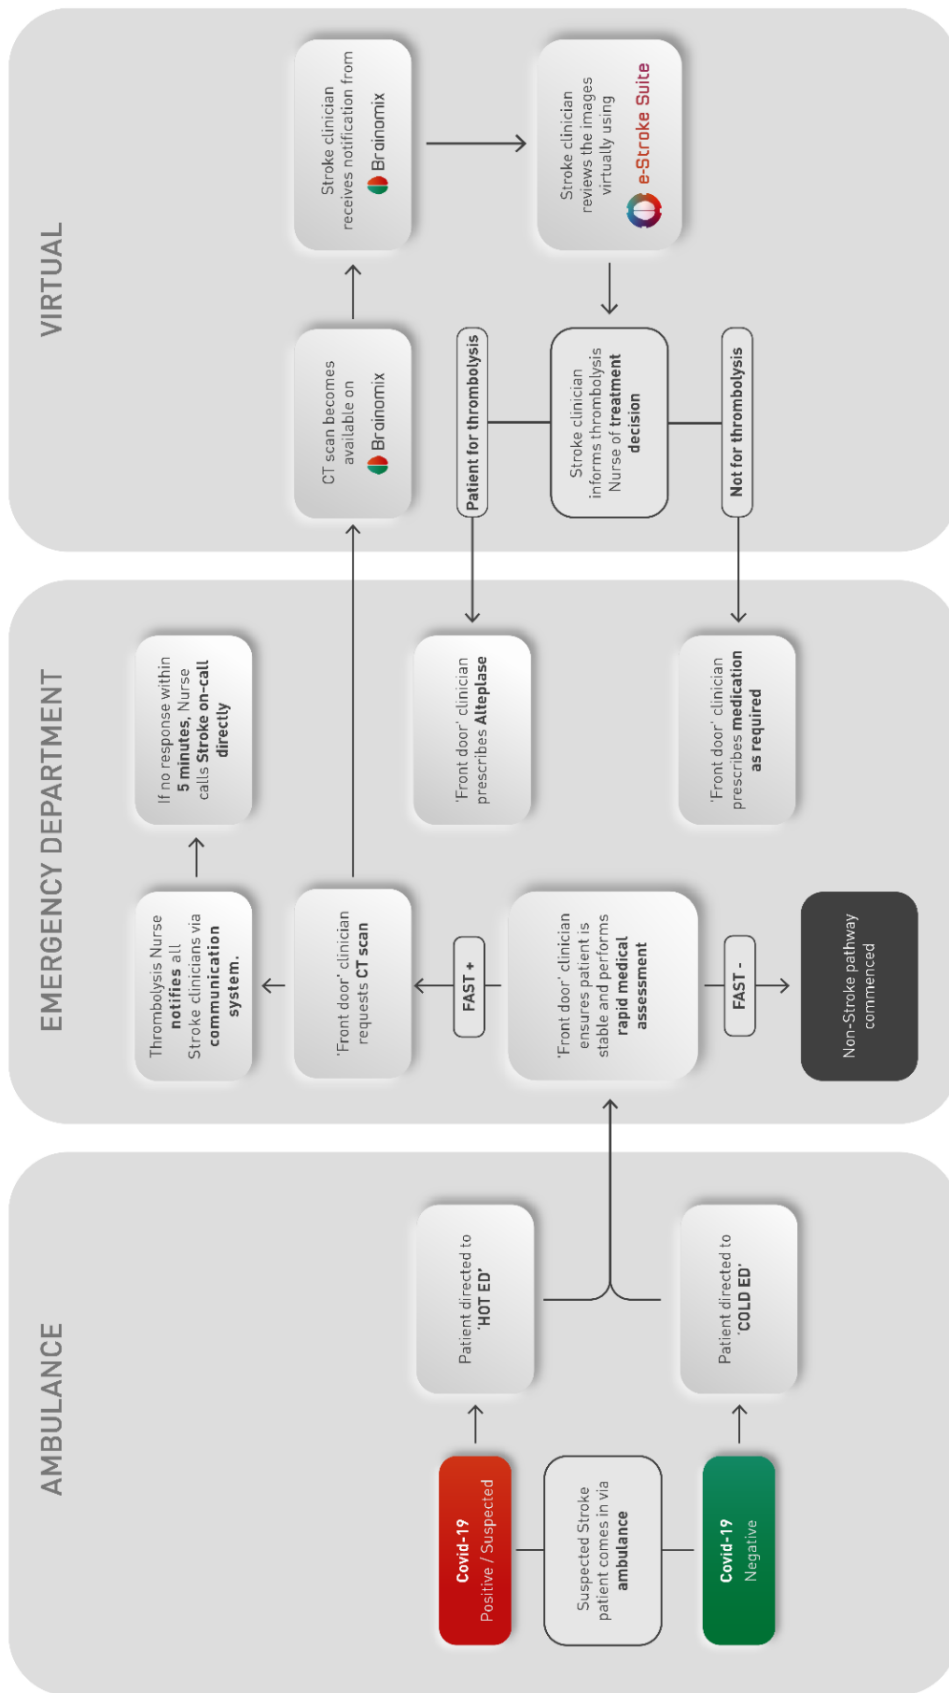 AMBULANCE
Covid-19
Positive / Suspected
Suspected Stroke
patient comes in via
ambulance
Covid-19
Negative
Patient directed to
'HOT ED'
Patient directed to
'COLD ED'
EMERGENCY DEPARTMENT
Thrombolysis Nurse
notifies all
Stroke clinicians via
communication
system.
If no response within
5 minutes, Nurse
calls Stroke on-call
directly
'Front door' clinician
requests CT scan
FAST +
'Front door' clinician
ensures patient is
stable and performs
rapid medical
assessment
FAST -
Non-Stroke pathway
commenced
'Front door' clinician
prescribes Alteplase
'Front door' clinician
prescribes medication
as required
VIRTUAL
CT scan becomes
available on
Brainomix
Stroke clinician
receives notification from
Brainomix
Stroke clinician
reviews the images
virtually using
e-Stroke Suite
Patient for thrombolysis
Stroke clinician
informs thrombolysis
Nurse of treatment
decision
Not for thrombolysis